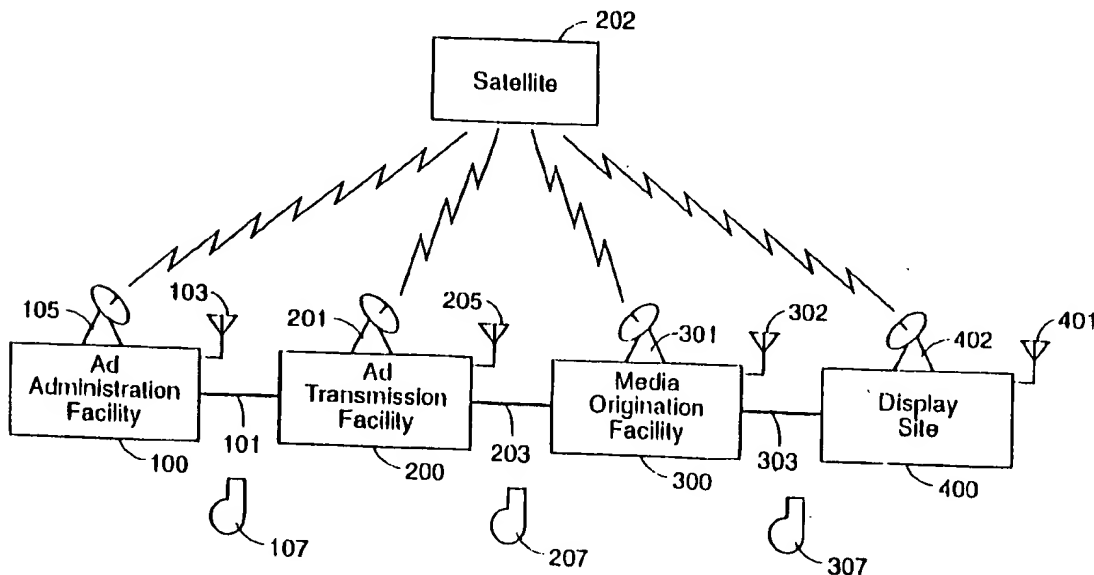 202
Satellite
103
205
302
401
105
201
301
402
Ad
Administration
Facility
Ad
Transmission
Facility
Media
Origination
Facility
Display
Site
100
101
200
203
300
303
400
107
207
307